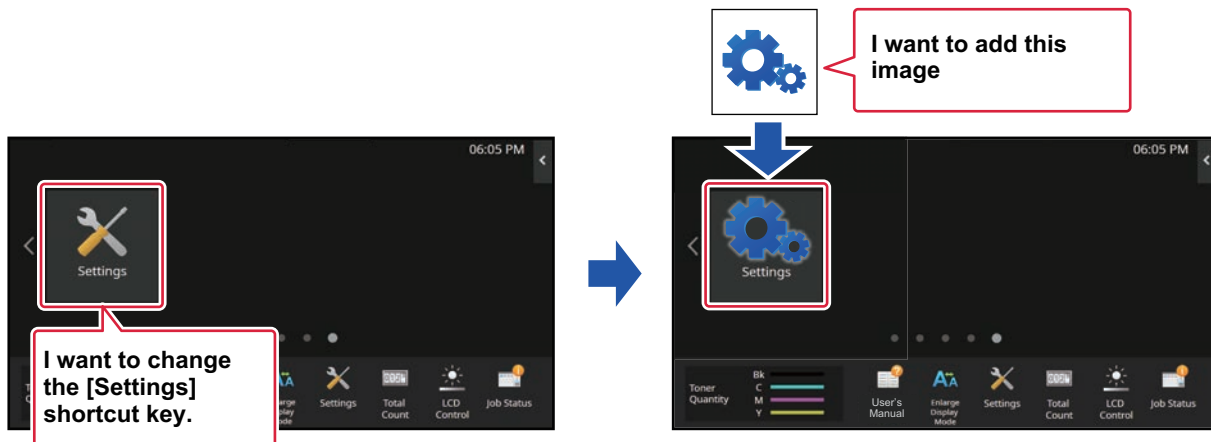 I want to add this
image
06:05 PM
Settings
I want to change
the [Settings]
shortcut key.
Settings
Total
Count
LCD
Control
Job Status
06:05 PM
Settings
Toner
Quantity
Bk
C
M
Y
User's
Manual
Enlarge
Display
Mode
Settings
Total
Count
LCD
Control
Job Status